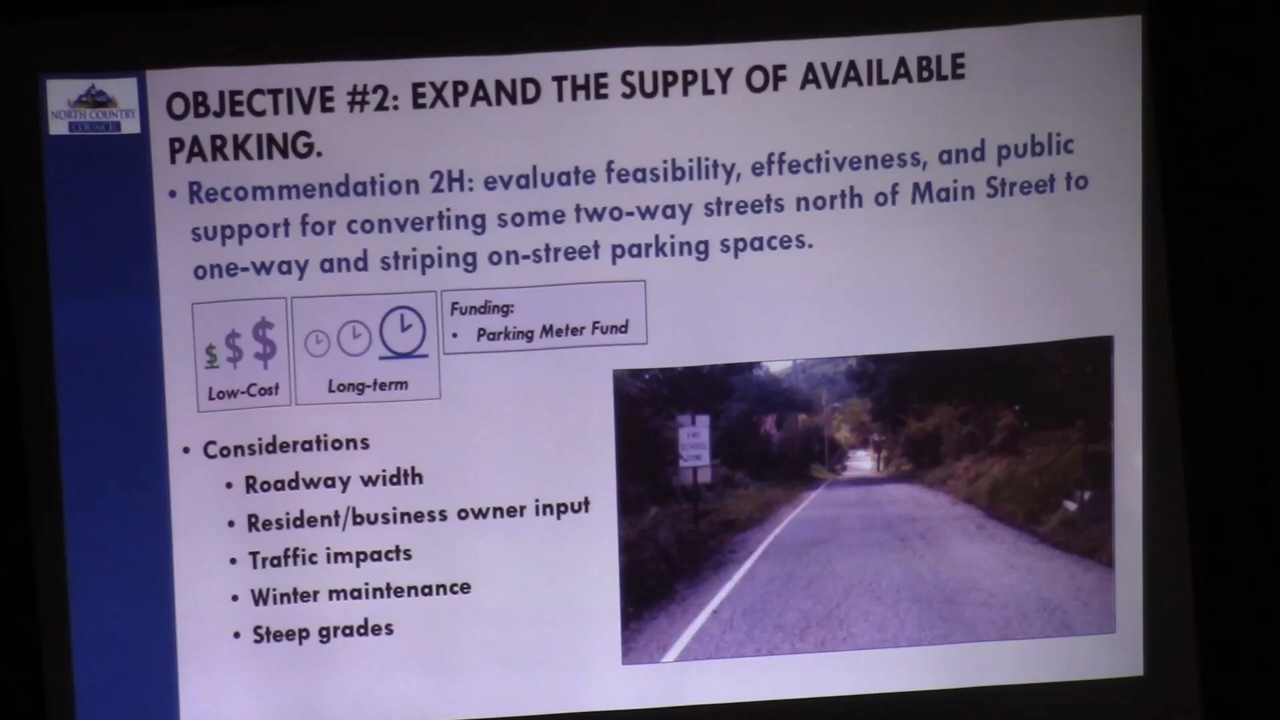 NORTH COUNTRY
COUNCIL
OBJECTIVE #2: EXPAND THE SUPPLY OF AVAILABLE
PARKING.
• Recommendation 2H: evaluate feasibility, effectiveness, and public
support for converting some two-way streets north of Main Street to
one-way and striping on-street parking spaces.
$ $ $
Low-Cost
Long-term
Funding:
• Parking Meter Fund
• Considerations
• Roadway width
• Resident/business owner input
• Traffic impacts
• Winter maintenance
• Steep grades
END
SCHOOL
ZONE